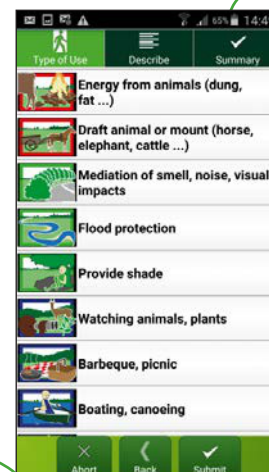 65% 14:4
Type of Use Describe Summary
Energy from animals (dung,
fat ...)
Draft animal or mount (horse,
elephant, cattle ...)
Mediation of smell, noise, visual
impacts
Flood protection
Provide shade
Watching animals, plants
Barbeque, picnic
Boating, canoeing
Abort Back Submit